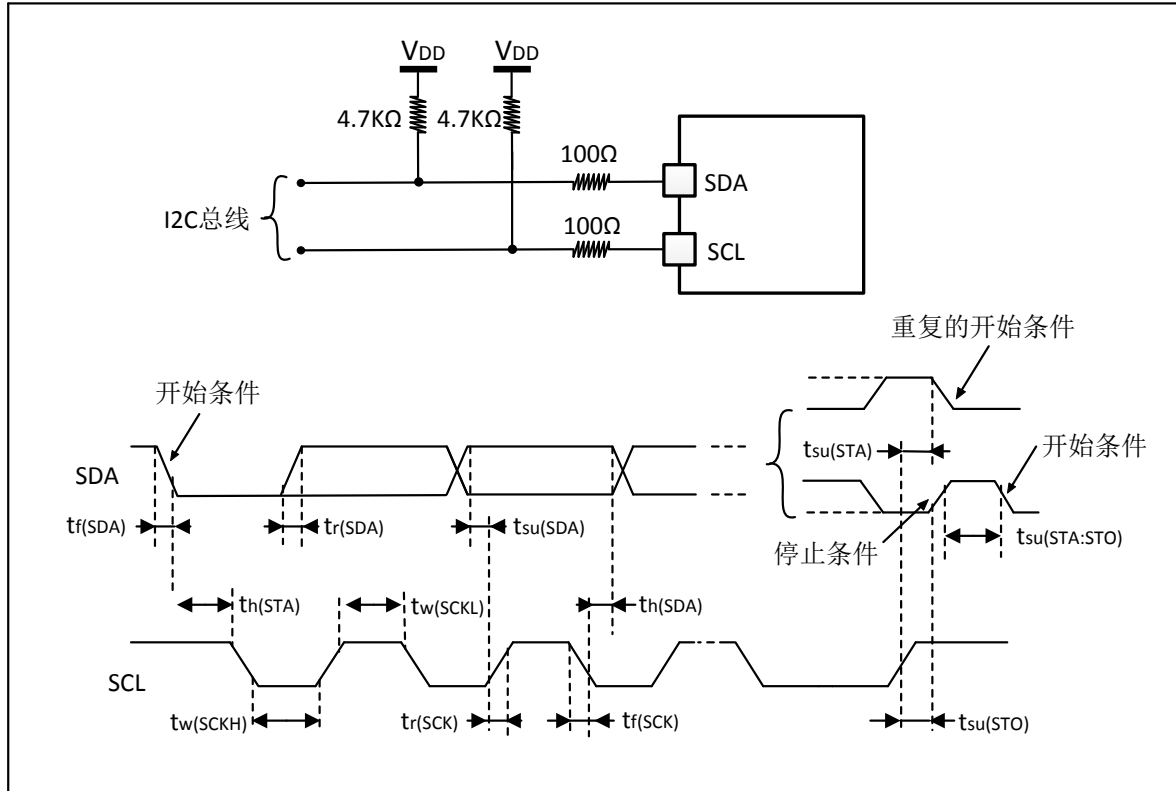 VDD
VDD
4.7KΩ
4.7KΩ
100Ω
SDA
I2C总线
100Ω
SCL
重复的开始条件
开始条件
tsu(STA)
开始条件
SDA
tf(SDA)
tr(SDA)
tsu(SDA)
停止条件
tsu(STA:STO)
th(STA)
tw(SCKL)
th(SDA)
SCL
tw(SCKH)
tr(SCK)
tf(SCK)
tsu(STO)